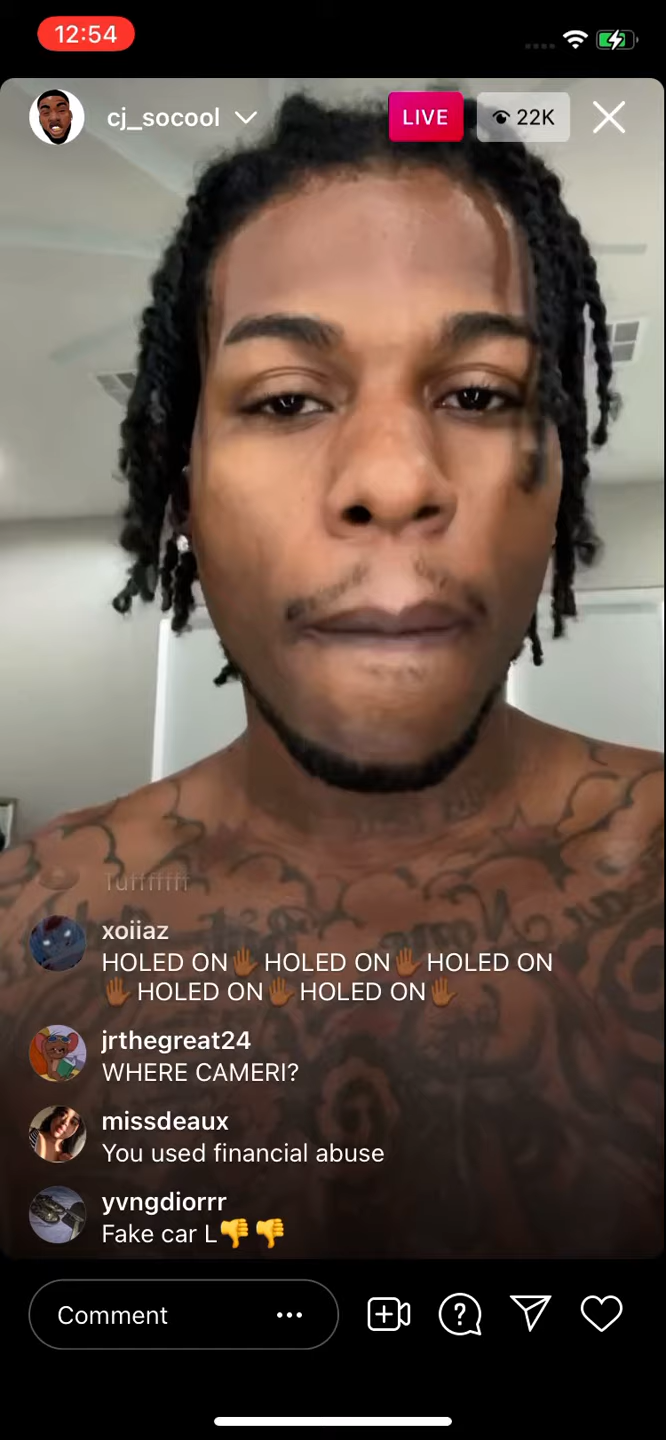 12:54
cj_socool
LIVE
22K
Tuffffffff
xoiiaz
HOLED ON✋🏾HOLED ON✋🏾HOLED ON
✋🏾HOLED ON✋🏾HOLED ON✋🏾
jrthegreat24
WHERE CAMERI?
missdeaux
You used financial abuse
yvngdiorrr
Fake car L👎👎
Comment